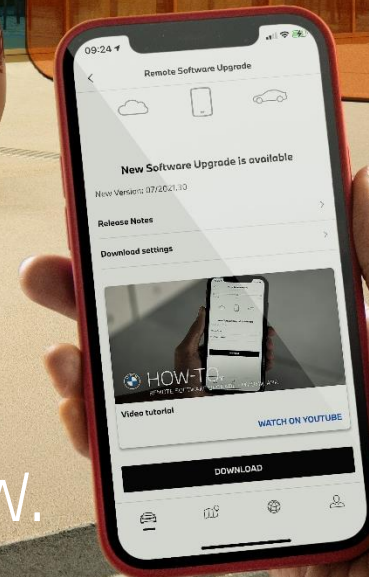 09:24
Remote Software Upgrade
New Software Upgrade is available
New Version: 07/2021.30
Release Notes
Download settings
HOW-TO
Video tutorial
WATCH ON YOUTUBE
DOWNLOAD
W.